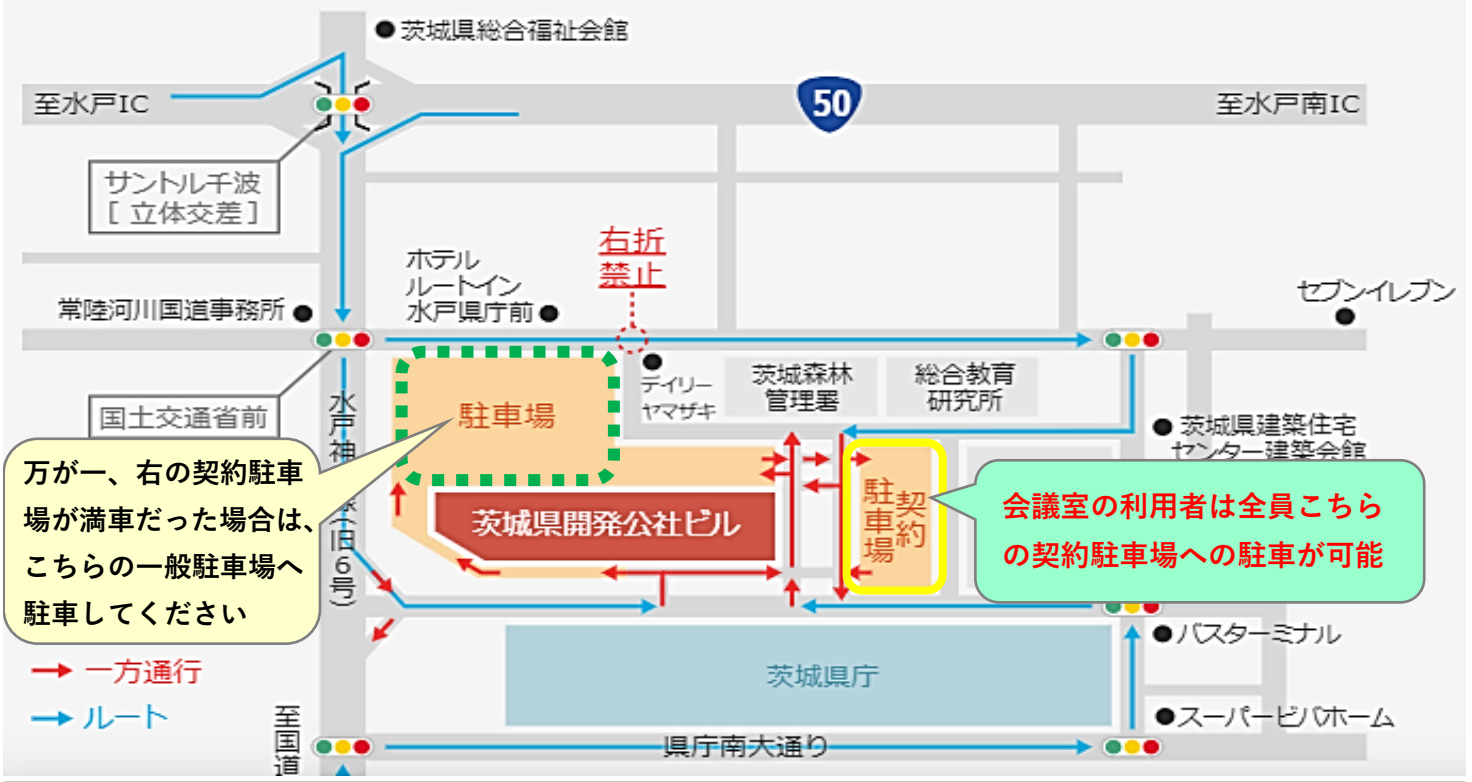 茨城県総合福祉会館
至水戸IC
50
至水戸南IC
サントル千波
[ 立体交差 ]
右折
禁止
ホテル
ルートイン
水戸県庁前
セブンイレブン
常陸河川国道事務所
デイリー
ヤマザキ
茨城森林
管理署
総合教育
研究所
国土交通省前
水戸神
線(旧6号)
駐車場
茨城県建築住宅
センター建築会館
万が一、右の契約駐車
場が満車だった場合は、
こちらの一般駐車場へ
駐車してください
茨城県開発公社ビル
契約
駐車場
会議室の利用者は全員こちら
の契約駐車場への駐車が可能
バスターミナル
一方通行
茨城県庁
ルート
スーパービバホーム
至国道
県庁南大通り